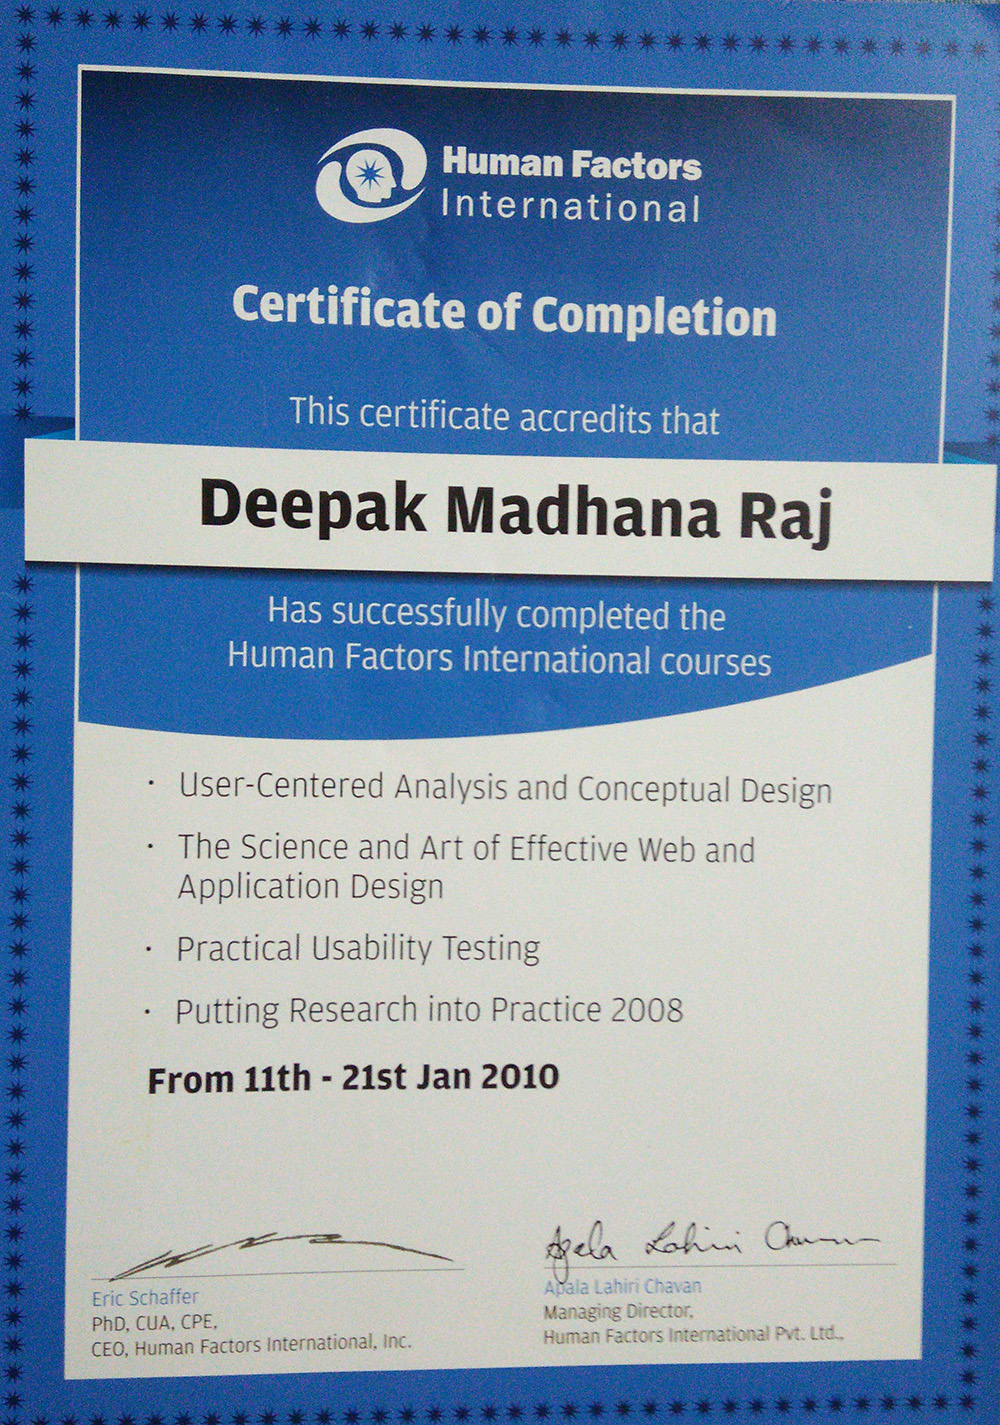 Human Factors
International
Certificate of Completion
This certificate accredits that
Deepak Madhana Raj
Has successfully completed the
Human Factors International courses
· User-Centered Analysis and Conceptual Design
· The Science and Art of Effective Web and
Application Design
· Practical Usability Testing
· Putting Research into Practice 2008
From 11th - 21st Jan 2010
Apala Lahiri Chavan
Eric Schaffer
PhD, CUA, CPE,
CEO, Human Factors International, Inc.
Apala Lahiri Chavan
Managing Director,
Human Factors International Pvt. Ltd.,